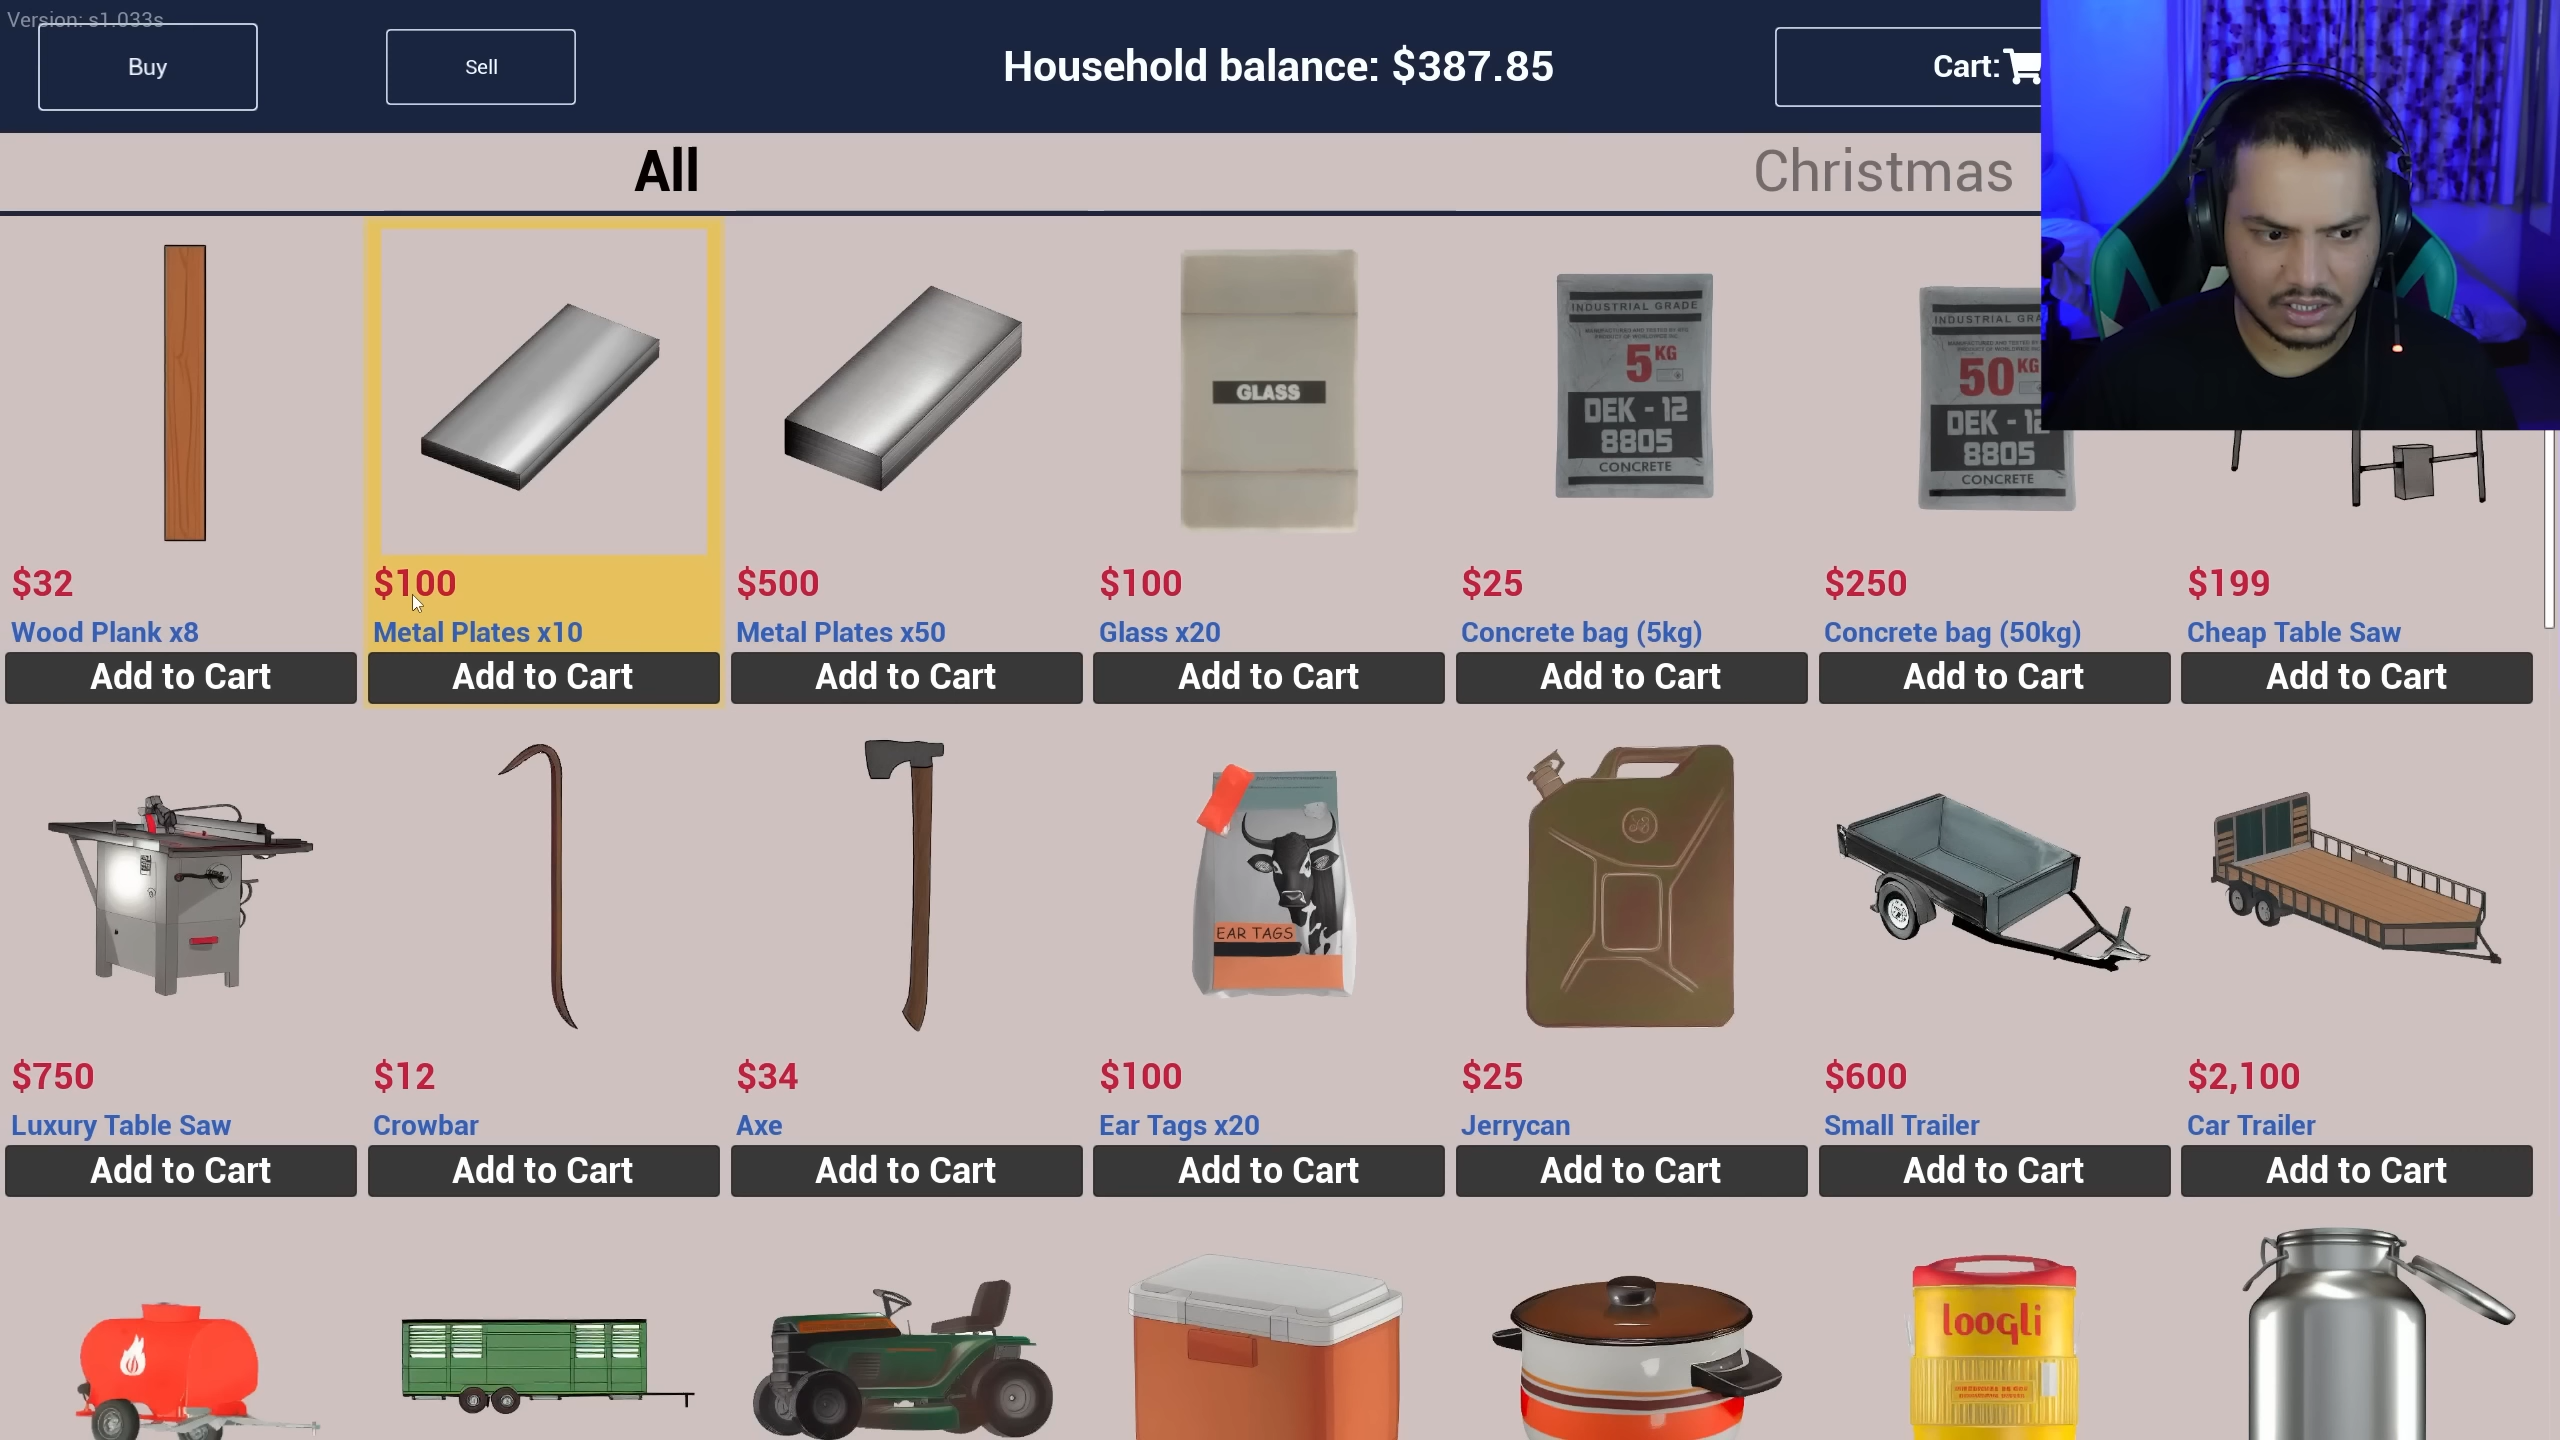 Version: s1.033s
Buy
Sell
Household balance: $387.85
Cart:
All
Christmas
GLASS
INDUSTRIAL GRADE
5 KG
DEK - 12
8805
CONCRETE
INDUSTRIAL GRA
50 KG
DEK - 12
8805
CONCRETE
$32
$100
$500
$100
$25
$250
$199
Wood Plank x8
Metal Plates x10
Metal Plates x50
Glass x20
Concrete bag (5kg)
Concrete bag (50kg)
Cheap Table Saw
Add to Cart
Add to Cart
Add to Cart
Add to Cart
Add to Cart
Add to Cart
Add to Cart
EAR TAGS
$750
$12
$34
$100
$25
$600
$2,100
Luxury Table Saw
Crowbar
Axe
Ear Tags x20
Jerrycan
Small Trailer
Car Trailer
Add to Cart
Add to Cart
Add to Cart
Add to Cart
Add to Cart
Add to Cart
Add to Cart
loogli